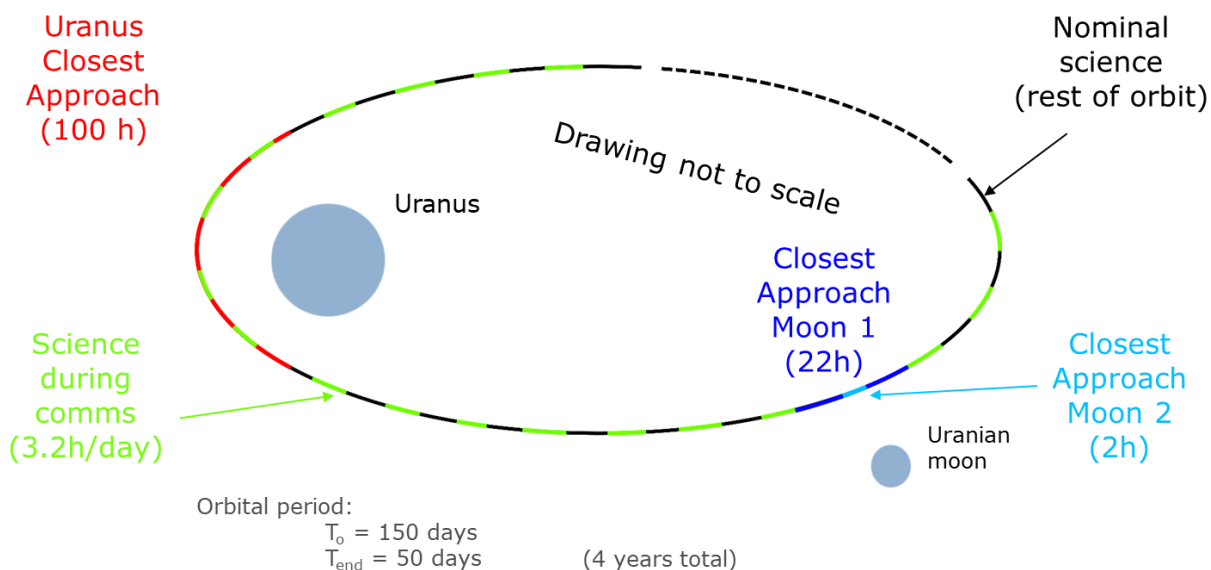 Uranus
Closest
Approach
(100 h)
Nominal
science
(rest of orbit)
Drawing not to scale
Uranus
Closest
Approach
Moon 1
(22h)
Science
during
comms
(3.2h/day)
Closest
Approach
Moon 2
(2h)
Uranian
moon
Orbital period:
Tₒ = 150 days
Tₑₙd = 50 days (4 years total)